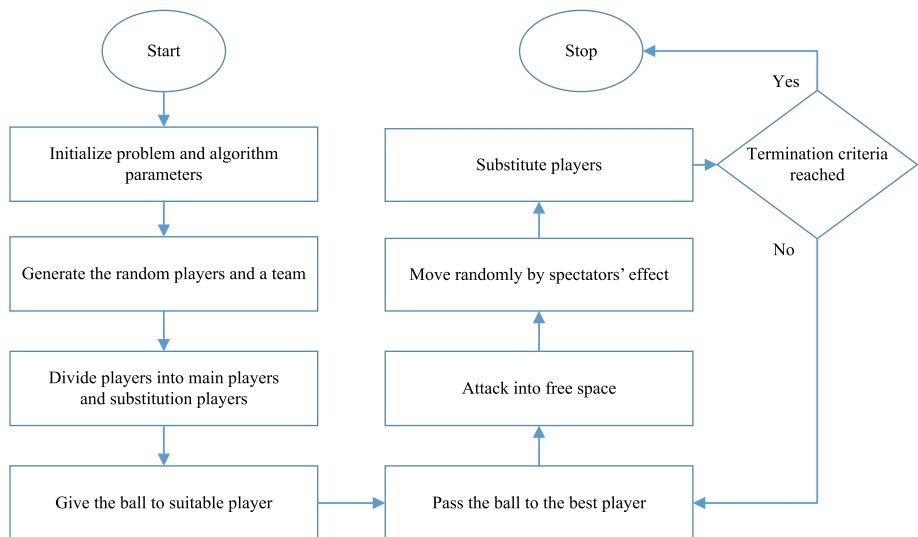 Start
Initialize problem and algorithm
parameters
Generate the random players and a team
Divide players into main players
and substitution players
Give the ball to suitable player
Pass the ball to the best player
Attack into free space
Move randomly by spectators’ effect
Substitute players
Termination criteria
reached
Yes
No
Stop